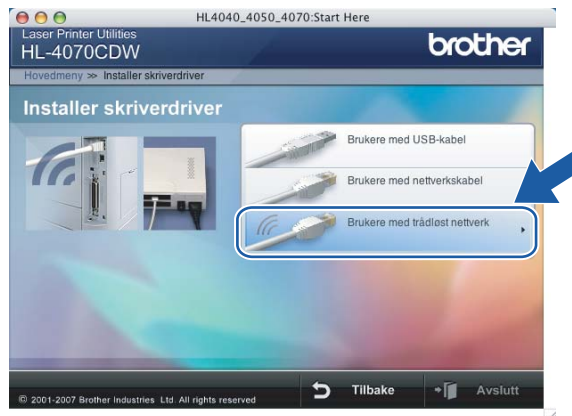 HL4040_4050_4070:Start Here
Laser Printer Utilities
HL-4070CDW
brother
Hovedmeny >> Installer skriverdriver
Installer skriverdriver
Brukere med USB-kabel
Brukere med nettverkskabel
Brukere med trådløst nettverk
© 2001-2007 Brother Industries Ltd. All rights reserved
Tilbake
Avslutt